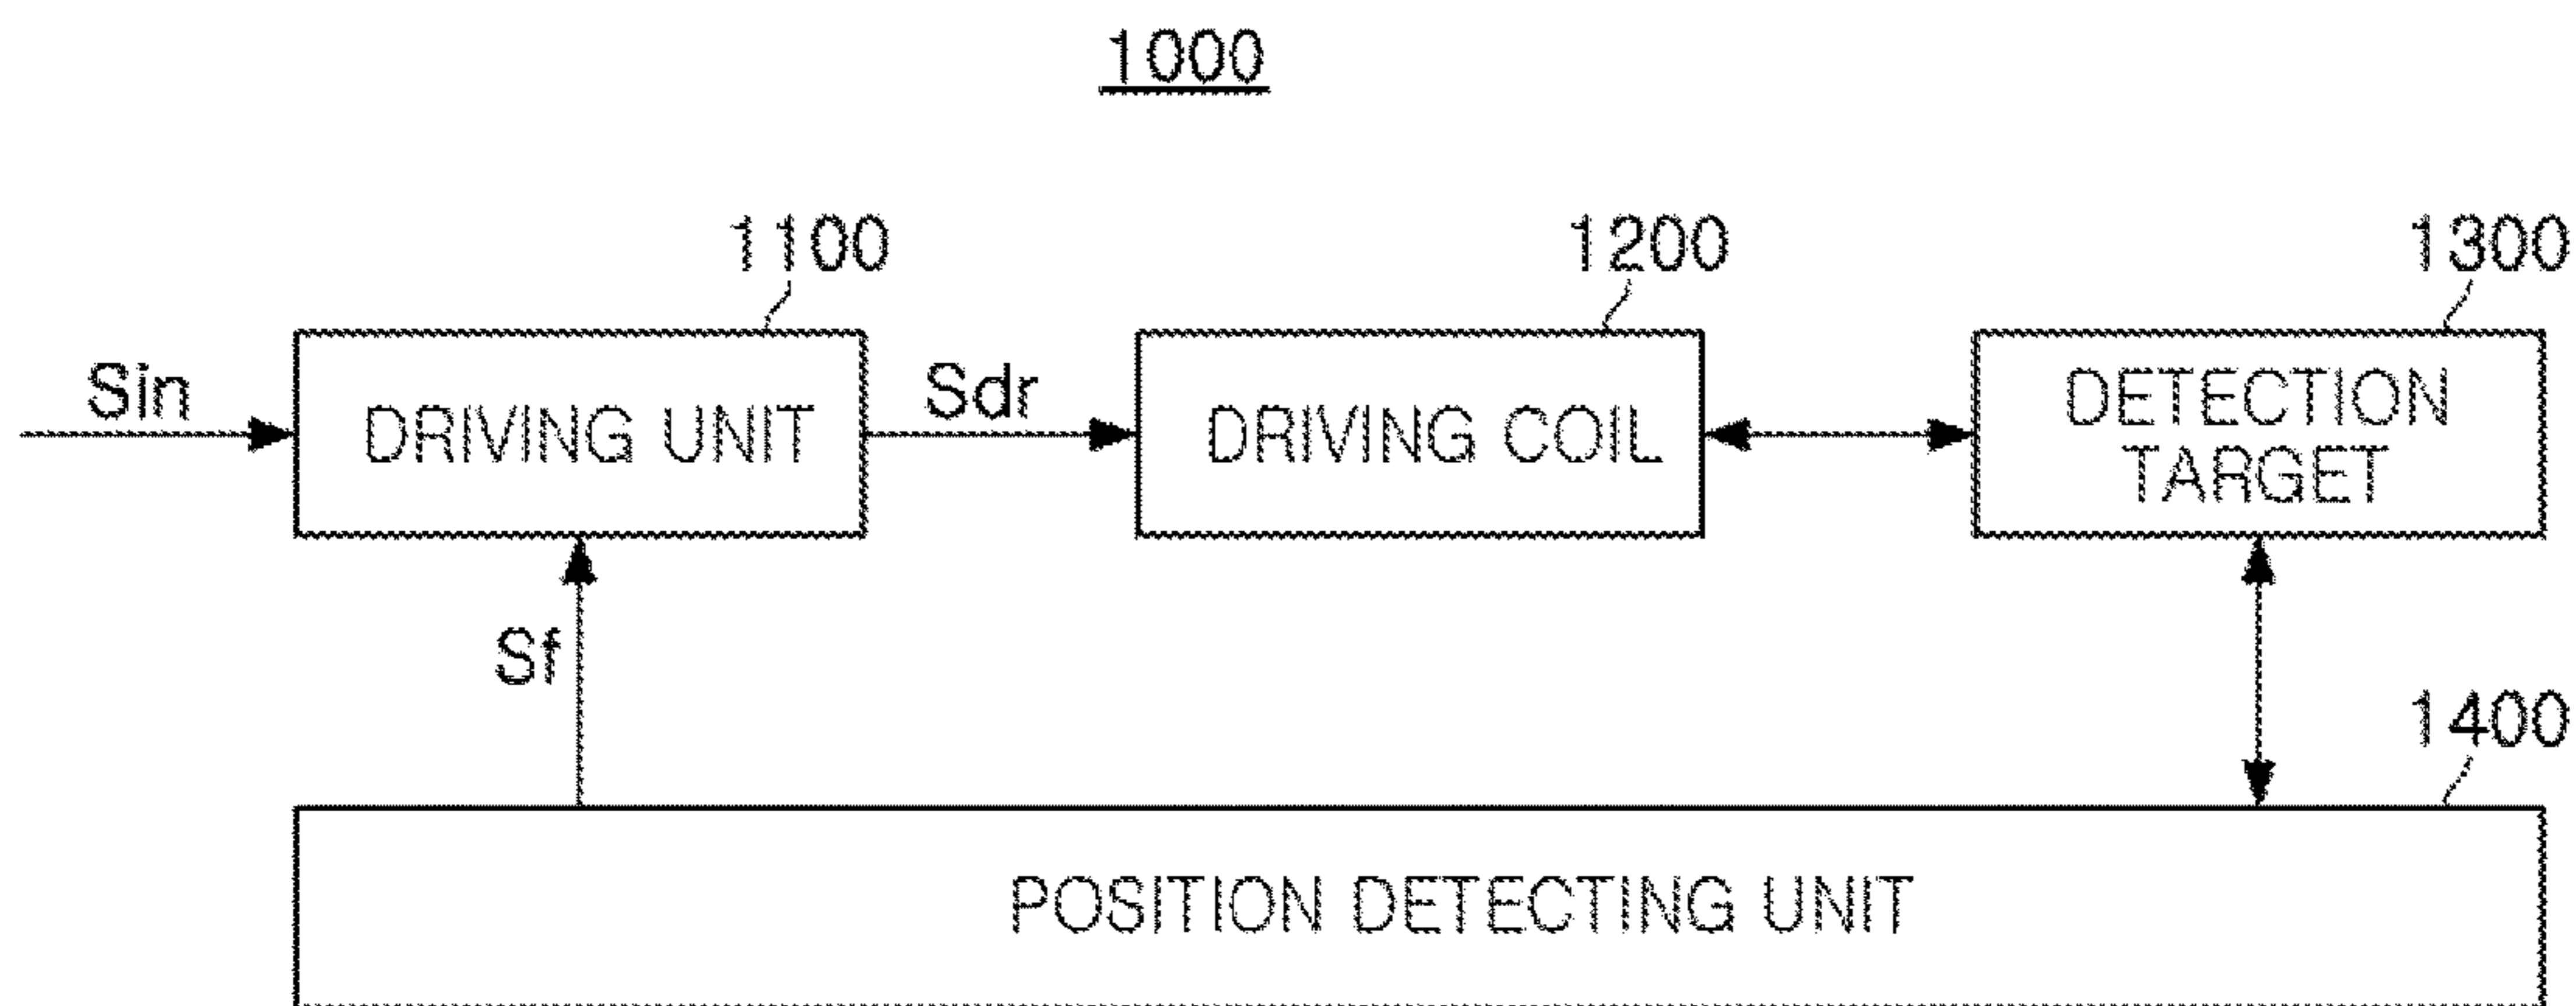 1000
1100
1200
1300
Sin
DRIVING UNIT
Sdr
DRIVING COIL
DETECTION
TARGET
Sf
1400
POSITION DETECTING UNIT